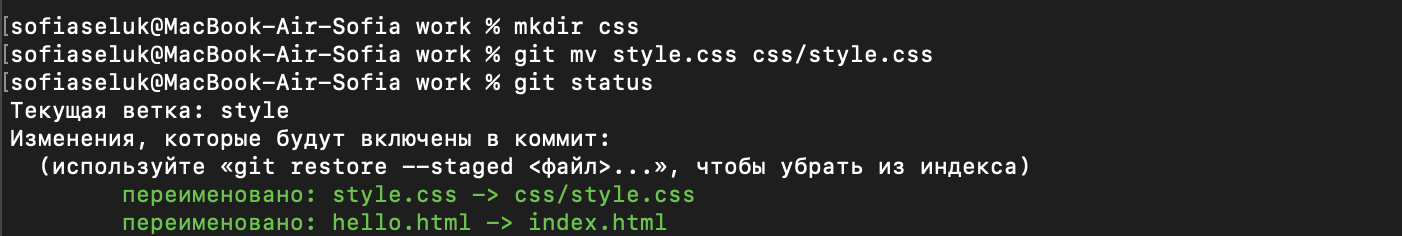 [sofiaseluk@MacBook-Air-Sofia work % mkdir css
[sofiaseluk@MacBook-Air-Sofia work % git mv style.css css/style.css
[sofiaseluk@MacBook-Air-Sofia work % git status
Текущая ветка: style
Изменения, которые будут включены в коммит:
  (используйте «git restore --staged <файл>...», чтобы убрать из индекса)
        переименовано: style.css -> css/style.css
        переименовано: hello.html -> index.html